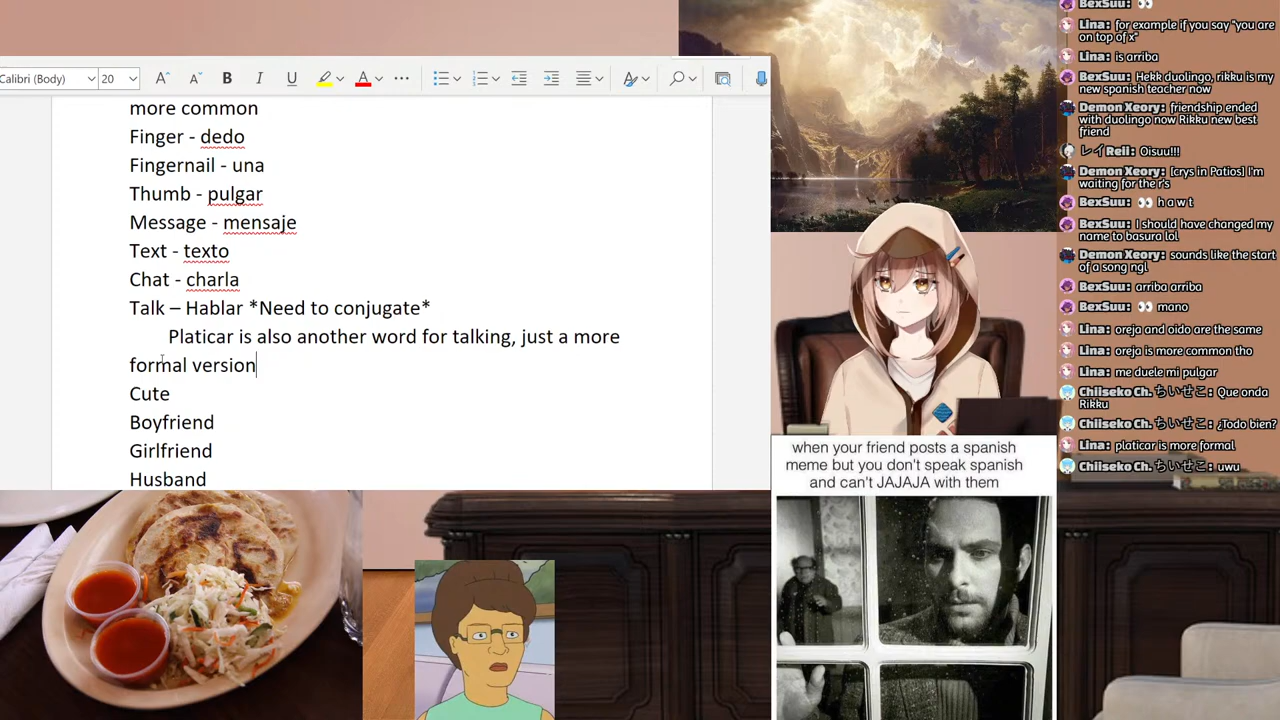 Calibri (Body)
20
more common
Finger - dedo
Fingernail - una
Thumb - pulgar
Message - mensaje
Text - texto
Chat - charla
Talk – Hablar *Need to conjugate*
Platicar is also another word for talking, just a more
formal version
Cute
Boyfriend
Girlfriend
Husband
BexSuu: 👀
Lina: for example if you say "you are
on top of x"
Lina: is arriba
BexSuu: Hekk duolingo, rikku is my
new spanish teacher now
Demon Xeory: friendship ended
with duolingo now Rikku new best
friend
レイReii: Oisuu!!!
Demon Xeory: [crys in Patios] I'm
waiting for the r's
BexSuu: 👀 h a w t
BexSuu: I should have changed my
name to basura lol
Demon Xeory: sounds like the start
of a song ngl
BexSuu: arriba arriba
BexSuu: 👀 mano
Lina: oreja and oido are the same
Lina: oreja is more common tho
Lina: me duele mi pulgar
Chiiseko Ch. ちいせこ: Que onda
Rikku
Chiiseko Ch. ちいせこ: ¿Todo bien?
Lina: platicar is more formal
Chiiseko Ch. ちいせこ: uwu
when your friend posts a spanish
meme but you don't speak spanish
and can't JAJAJA with them